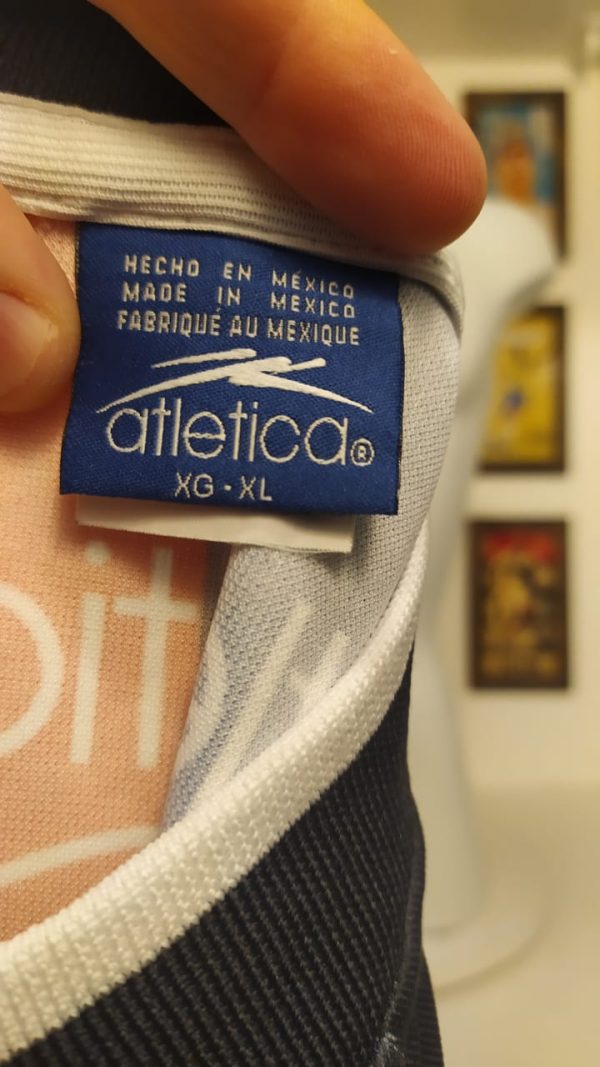 HECHO EN MÉXICO
MADE IN MEXICO
FABRIQUÉ AU MEXIQUE
atletica®
XG · XL